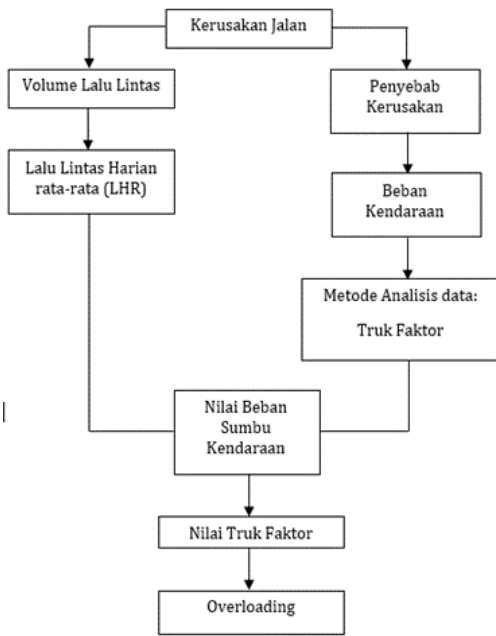 Kerusakan Jalan
Volume Lalu Lintas
Penyebab
Kerusakan
Lalu Lintas Harian
rata-rata (LHR)
Beban
Kendaraan
Metode Analisis data:
Truk Faktor
Nilai Beban
Sumbu
Kendaraan
Nilai Truk Faktor
Overloading